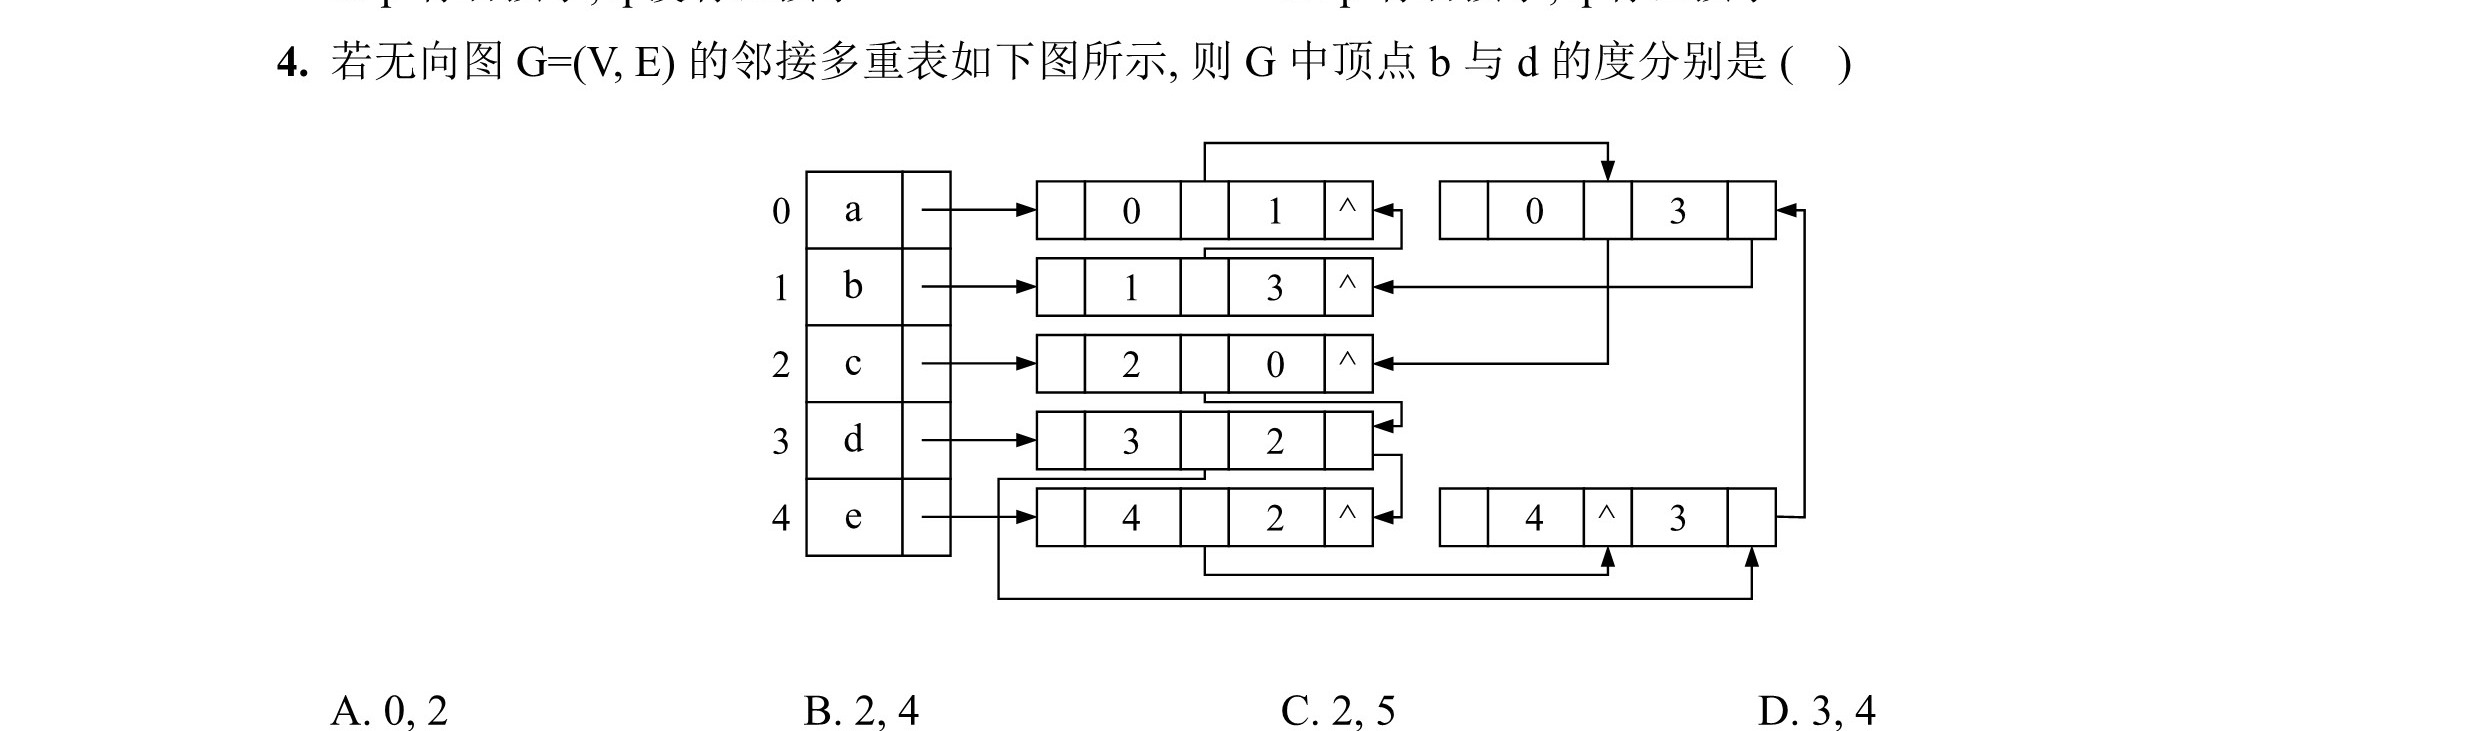 4. 若无向图 G=(V, E) 的邻接多重表如下图所示, 则 G 中顶点 b 与 d 的度分别是 ( )
0 a 0 1 ^ 0 3
1 b 1 3 ^
2 c 2 0 ^
3 d 3 2
4 e 4 2 ^ 4 ^ 3
A. 0, 2 B. 2, 4 C. 2, 5 D. 3, 4